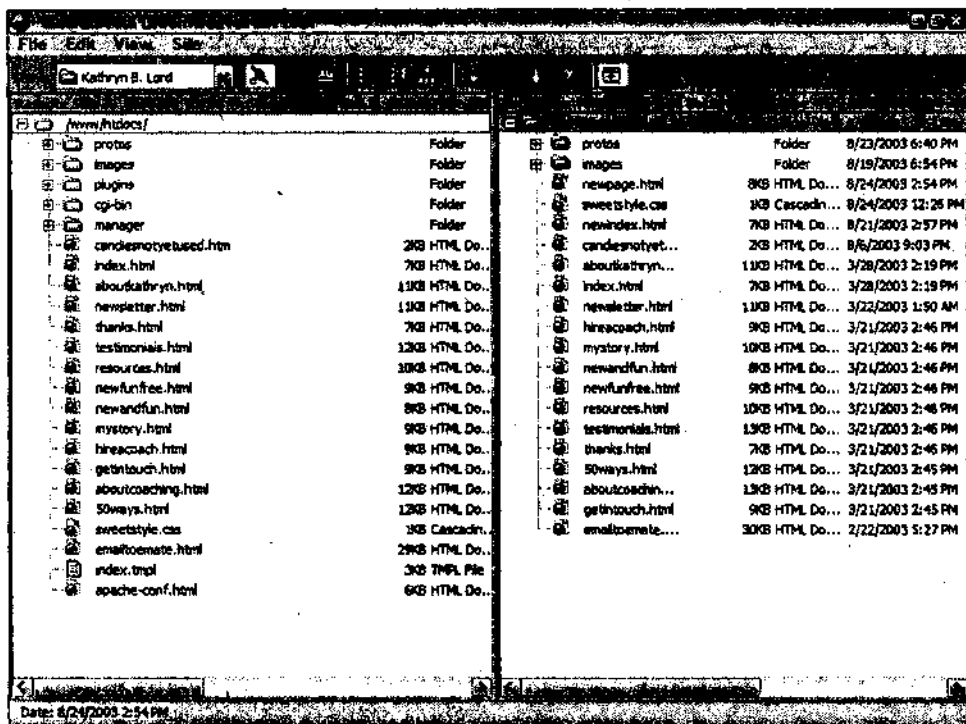 File Edit View Site
Kathryn B. Lord
/www/htdocs/
protos Folder
images Folder
plugins Folder
cgi-bin Folder
manager Folder
candlesnotyetused.htm 2KB HTML Do...
index.html 7KB HTML Do...
aboutkathryn.html 11KB HTML Do...
newsletter.html 11KB HTML Do...
thanks.html 7KB HTML Do...
testimonials.html 12KB HTML Do...
resources.html 10KB HTML Do...
newfunfree.html 9KB HTML Do...
newandfun.html 8KB HTML Do...
mystory.html 9KB HTML Do...
hireacoach.html 9KB HTML Do...
getintouch.html 9KB HTML Do...
aboutcoaching.html 12KB HTML Do...
50ways.html 12KB HTML Do...
sweetstyle.css 1KB Cascadin...
emailtoemate.html 29KB HTML Do...
index.tmpl 3KB TMPL File
apache-conf.html 6KB HTML Do...
protos Folder 8/23/2003 6:40 PM
images Folder 8/19/2003 6:54 PM
newpage.html 8KB HTML Do... 8/24/2003 2:54 PM
sweetstyle.css 1KB Cascadin... 8/24/2003 12:26 PM
newindex.html 7KB HTML Do... 8/21/2003 2:57 PM
candlesnotyet... 2KB HTML Do... 8/6/2003 9:03 PM
aboutkathryn... 11KB HTML Do... 3/28/2003 2:19 PM
index.html 7KB HTML Do... 3/28/2003 2:19 PM
newsletter.html 11KB HTML Do... 3/22/2003 1:50 AM
hireacoach.html 9KB HTML Do... 3/21/2003 2:46 PM
mystory.html 10KB HTML Do... 3/21/2003 2:46 PM
newandfun.html 8KB HTML Do... 3/21/2003 2:46 PM
newfunfree.html 9KB HTML Do... 3/21/2003 2:46 PM
resources.html 10KB HTML Do... 3/21/2003 2:46 PM
testimonials.html 13KB HTML Do... 3/21/2003 2:46 PM
thanks.html 7KB HTML Do... 3/21/2003 2:46 PM
50ways.html 12KB HTML Do... 3/21/2003 2:45 PM
aboutcoachin... 13KB HTML Do... 3/21/2003 2:45 PM
getintouch.html 9KB HTML Do... 3/21/2003 2:45 PM
emailtoemate.... 30KB HTML Do... 2/22/2003 5:27 PM
Date: 8/24/2003 2:54 PM